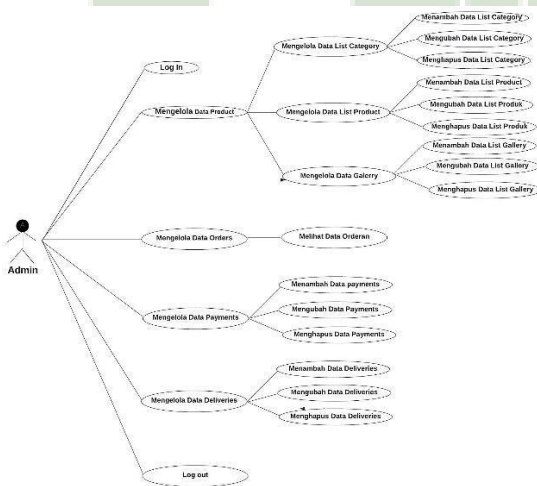 Menambah Data List Category
Mengelola Data List Category
Mengubah Data List Category
Menghapus Data List Category
Log In
Menambah Data List Product
Mengelola Data Product
Mengelola Data List Product
Mengubah Data List Produk
Menghapus Data List Produk
Menambah Data List Gallery
Mengelola Data Galerry
Mengubah Data List Gallory
Menghapus Data List Gallery
Admin
Mengelola Data Orders
Melihat Data Orderan
Menambah Data payments
Mengelola Data Payments
Mengubah Data Payments
Menghapus Data Payments
Menambah Data Deliveries
Mengelola Data Deliveries
Mengubah Data Deliveries
Menghapus Data Deliveries
Log out